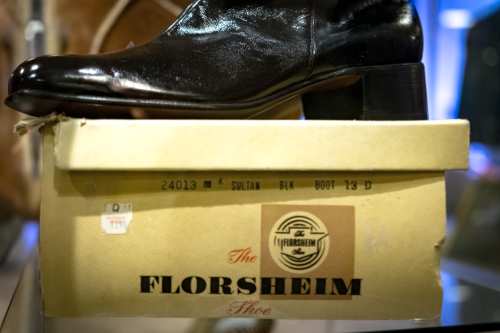 24013 SULTAN BLK BOOT 13 D
The
FLORSHEIM
Shoe
The
FLORSHEIM
Shoe